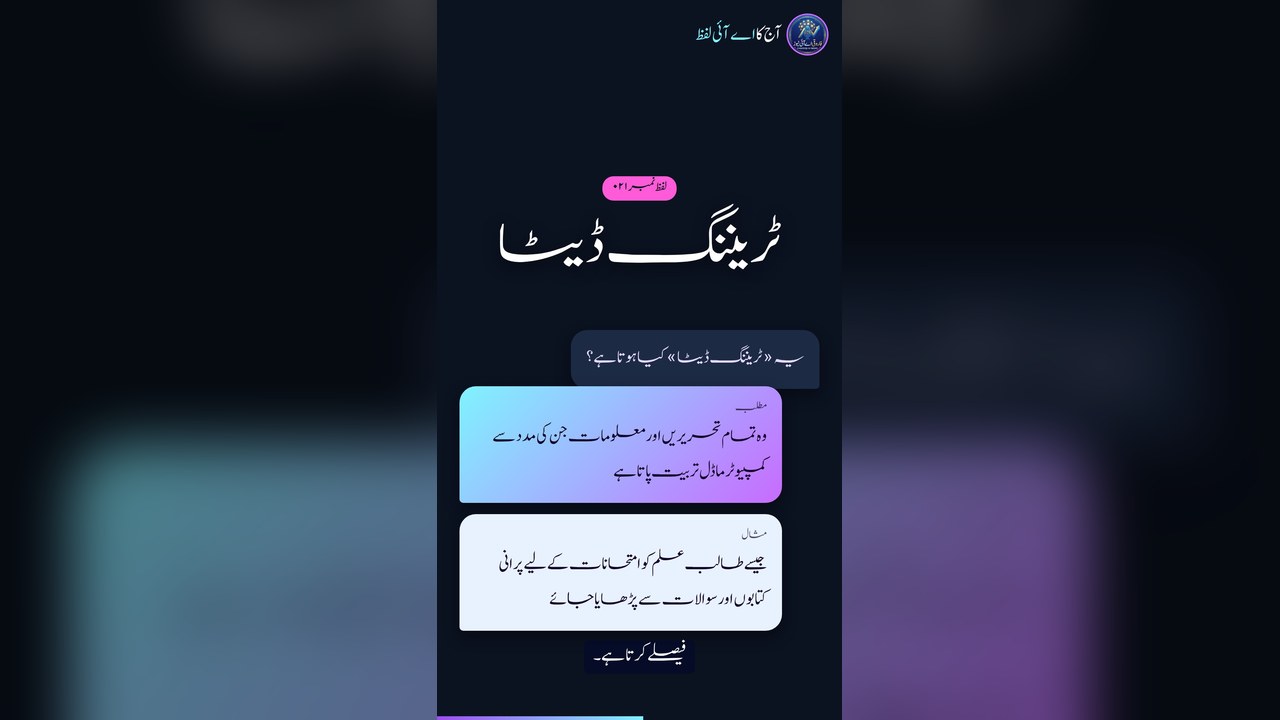 آج کا اے آئی لفظ
لفظ نمبر ۰۲۱
ٹریننگ ڈیٹا
یہ «ٹریننگ ڈیٹا» کیا ہوتا ہے؟
مطلب
وہ تمام تحریریں اور معلومات جن کی مدد سے
کمپیوٹر ماڈل تربیت پاتا ہے
مثال
جیسے طالب علم کو امتحانات کے لیے پرانی
کتابوں اور سوالات سے پڑھایا جائے
فیصلے کرتا ہے۔